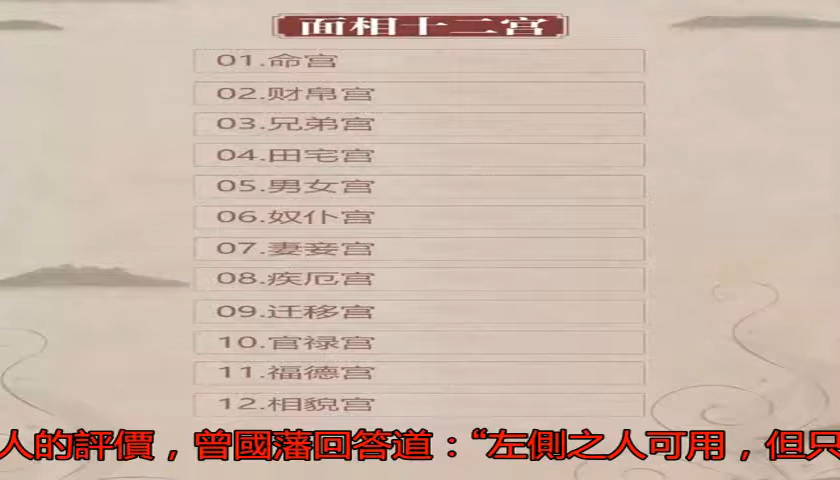 面相十二宫
01.命宫
02.财帛宫
03.兄弟宫
04.田宅宫
05.男女宫
06.奴仆宫
07.妻妾宫
08.疾厄宫
09.迁移宫
10.官禄宫
11.福德宫
12.相貌宫
人的評價，曾國藩回答道：“左側之人可用，但只